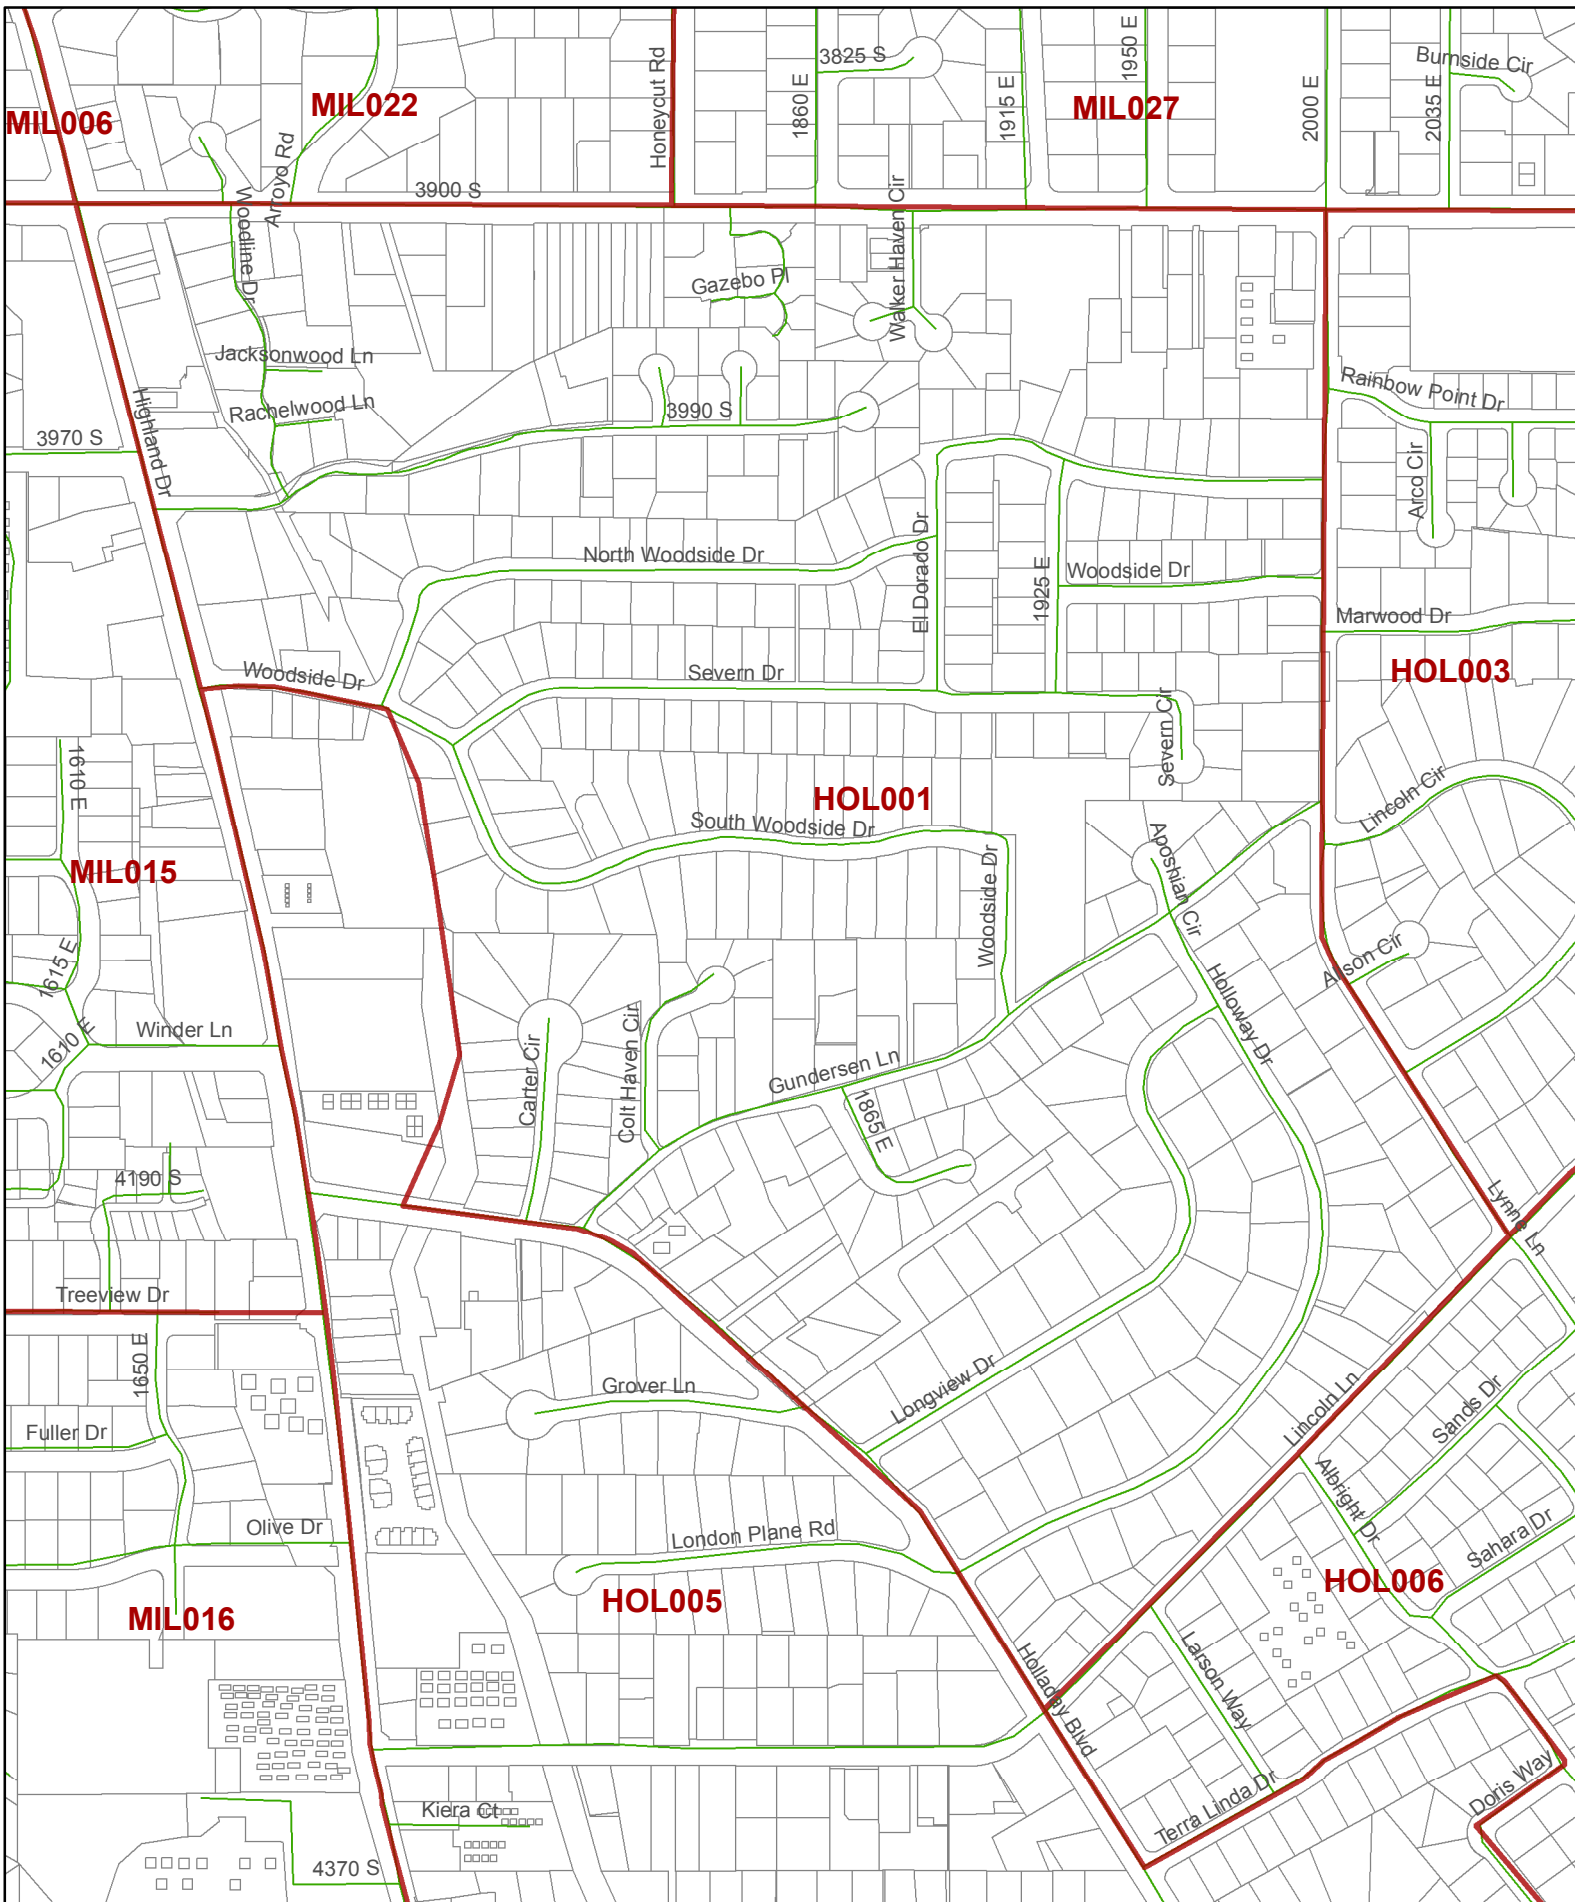 MIL006
MIL022
Honeycut Rd
1860 E
3825 S
1915 E
1950 E
MIL027
2000 E
2035 E
Burnside Cir
Arroyo Rd
3900 S
Woodline Dr
Walker Haven Cir
Gazebo Pl
Jacksonwood Ln
Rachelwood Ln
3990 S
Rainbow Point Dr
3970 S
Highland Dr
Arco Cir
North Woodside Dr
El Dorado Dr
1925 E
Woodside Dr
Marwood Dr
Woodside Dr
Severn Dr
HOL003
Severn Cir
1610 E
HOL001
South Woodside Dr
Lincoln Cir
MIL015
Woodside Dr
Aposhian Cir
1615 E
Alison Cir
Holloway Dr
1610 E
Winder Ln
Carter Cir
Colt Haven Cir
Gundersen Ln
1865 E
4190 S
Lynne Ln
Treeview Dr
1650 E
Grover Ln
Longview Dr
Lincoln Ln
Sands Dr
Fuller Dr
Albright Dr
Olive Dr
London Plane Rd
Sahara Dr
HOL006
HOL005
MIL016
Holladay Blvd
Larson Way
Terra Linda Dr
Doris Way
Kiera Ct
4370 S